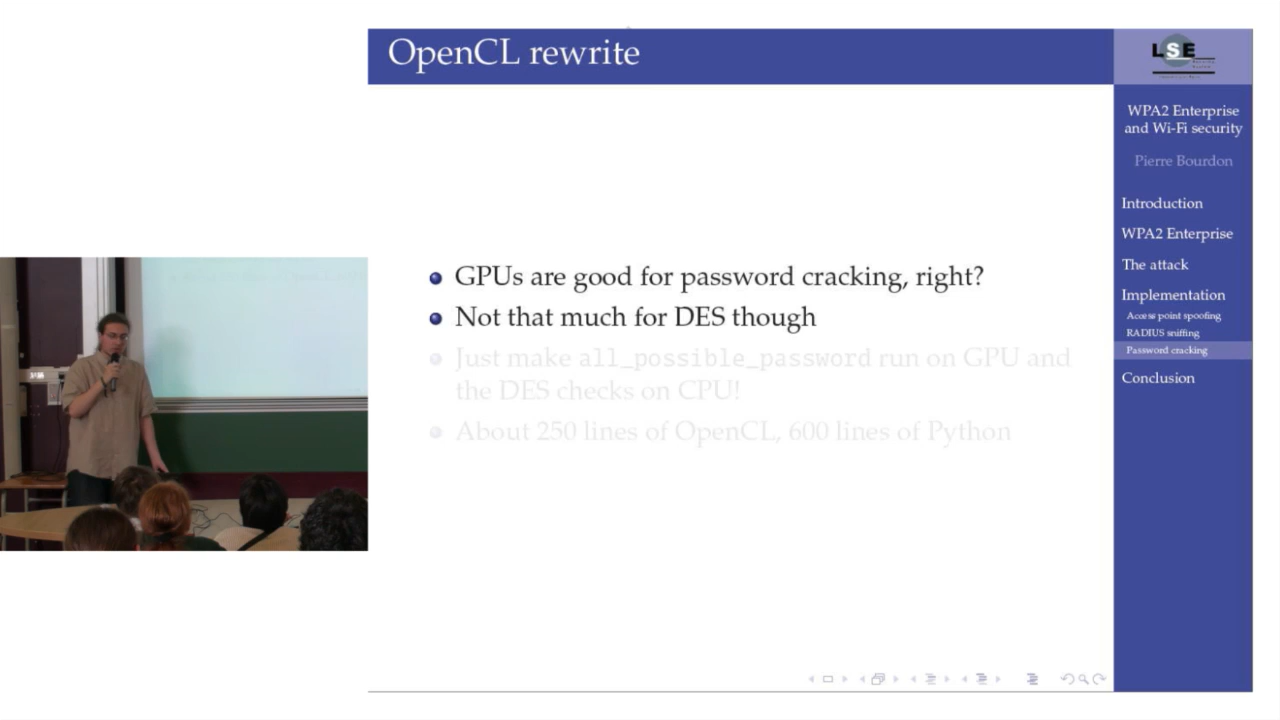 OpenCL rewrite
LSE
WPA2 Enterprise
and Wi-Fi security
Pierre Bourdon
Introduction
WPA2 Enterprise
The attack
Implementation
Access point spoofing
RADIUS sniffing
Password cracking
Conclusion
GPUs are good for password cracking, right?
Not that much for DES though
Just make all_possible_password run on GPU and
the DES checks on CPU!
About 250 lines of OpenCL, 600 lines of Python